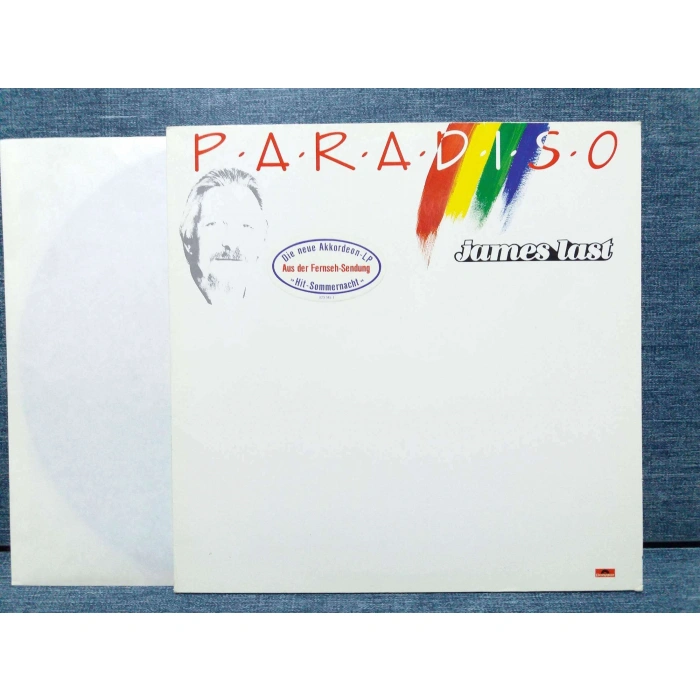 P·A·R·A·D·I·S·O
james last
Die neue Akkordeon-LP
Aus der Fernseh-Sendung
"Hit-Sommernacht"